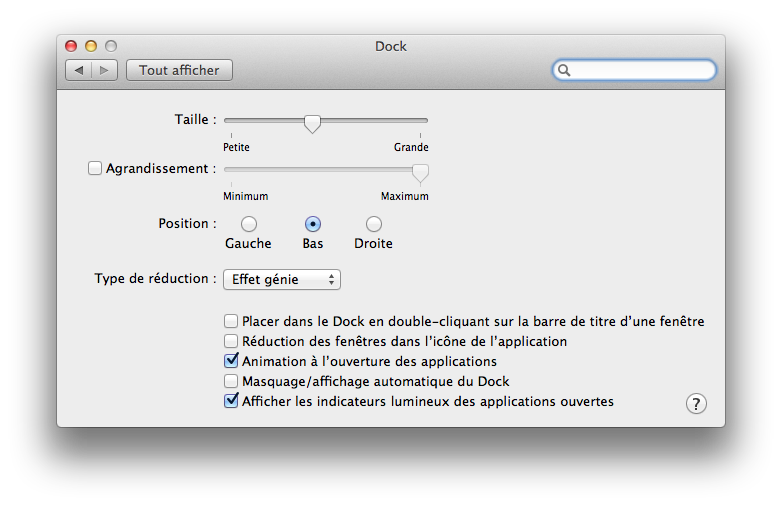 Dock
Tout afficher
Taille :
Petite Grande
Agrandissement :
Minimum Maximum
Position :
Gauche Bas Droite
Type de réduction : Effet génie
Placer dans le Dock en double-cliquant sur la barre de titre d’une fenêtre
Réduction des fenêtres dans l’icône de l’application
Animation à l’ouverture des applications
Masquage/affichage automatique du Dock
Afficher les indicateurs lumineux des applications ouvertes
?